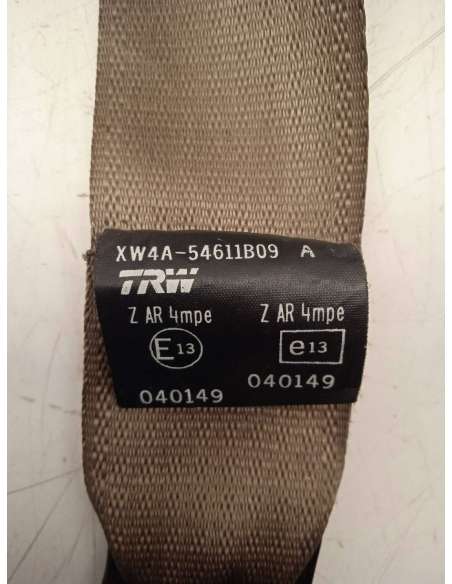 XW4A-54611B09 A
TRW
Z AR 4mpe Z AR 4mpe
E13 e13
040149 040149